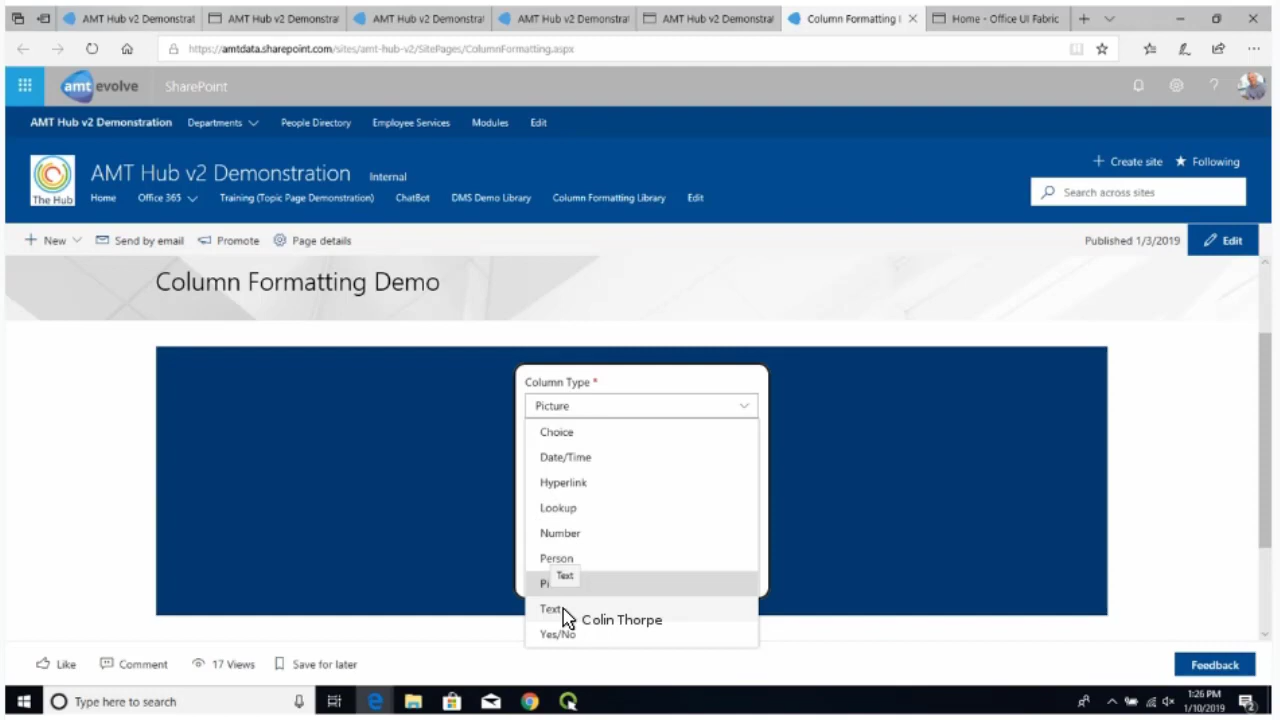 AMT Hub v2 Demonstrat
AMT Hub v2 Demonstra
AMT Hub v2 Demonstrat
AMT Hub v2 Demonstrat
AMT Hub v2 Demonstra
Column Formatting I
Home - Office UI Fabric
https://amtdata.sharepoint.com/sites/amt-hub-v2/SitePages/ColumnFormatting.aspx
amt evolve SharePoint
AMT Hub v2 Demonstration Departments People Directory Employee Services Modules Edit
The Hub
AMT Hub v2 Demonstration Internal
Create site Following
Home Office 365 Training (Topic Page Demonstration) ChatBot DMS Demo Library Column Formatting Library Edit
Search across sites
New Send by email Promote Page details Published 1/3/2019 Edit
Column Formatting Demo
Column Type *
Picture
Choice
Date/Time
Hyperlink
Lookup
Number
Person
Pi
Text
Text
Colin Thorpe
Yes/No
Like Comment 17 Views Save for later Feedback
Type here to search
1:26 PM
1/10/2019
2